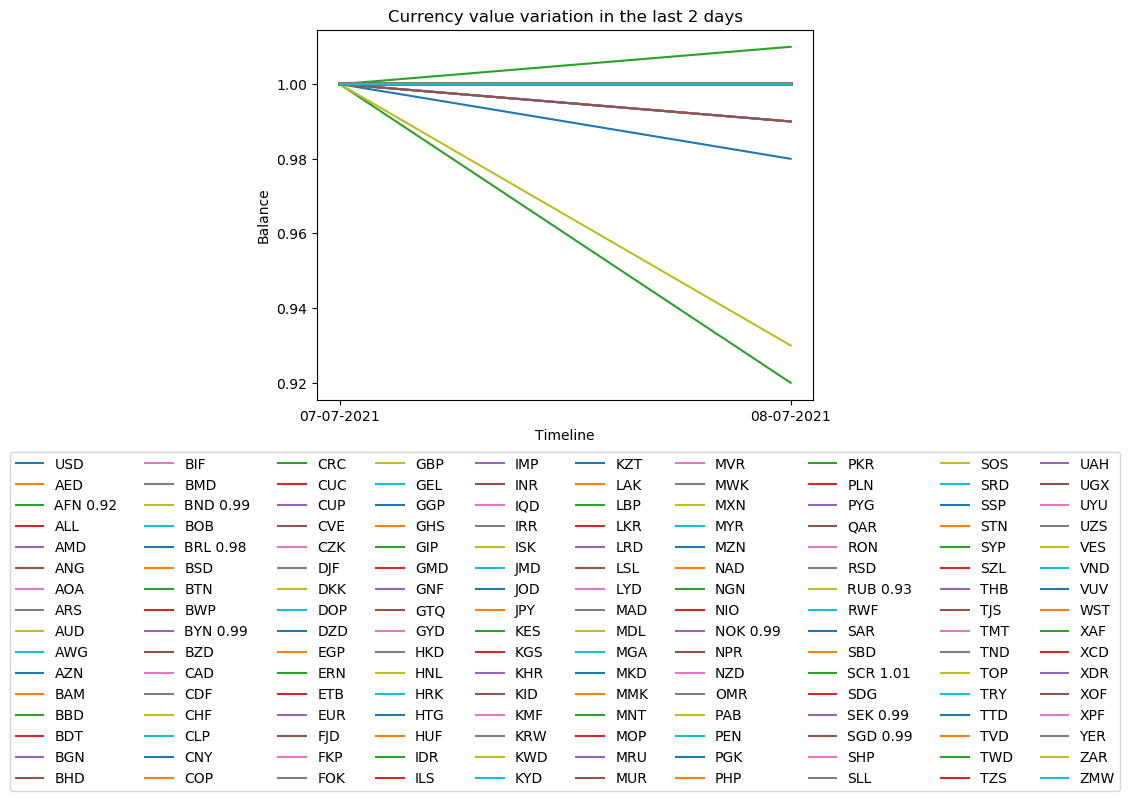 Currency value variation in the last 2 days
Balance
1.00
0.98
0.96
0.94
0.92
07-07-2021 08-07-2021
Timeline
USD BIF CRC GBP IMP KZT MVR PKR SOS UAH
AED BMD CUC GEL INR LAK MWK PLN SRD UGX
AFN 0.92 BND 0.99 CUP GGP IQD LBP MXN PYG SSP UYU
ALL BOB CVE GHS IRR LKR MYR QAR STN UZS
AMD BRL 0.98 CZK GIP ISK LRD MZN RON SYP VES
ANG BSD DJF GMD JMD LSL NAD RSD SZL VND
AOA BTN DKK GNF JOD LYD NGN RUB 0.93 THB VUV
ARS BWP DOP GTQ JPY MAD NIO RWF TJS WST
AUD BYN 0.99 DZD GYD KES MDL NOK 0.99 SAR TMT XAF
AWG BZD EGP HKD KGS MGA NPR SBD TND XCD
AZN CAD ERN HNL KHR MKD NZD SCR 1.01 TOP XDR
BAM CDF ETB HRK KID MMK OMR SDG TRY XOF
BBD CHF EUR HTG KMF MNT PAB SEK 0.99 TTD XPF
BDT CLP FJD HUF KRW MOP PEN SGD 0.99 TVD YER
BGN CNY FKP IDR KWD MRU PGK SHP TWD ZAR
BHD COP FOK ILS KYD MUR PHP SLL TZS ZMW